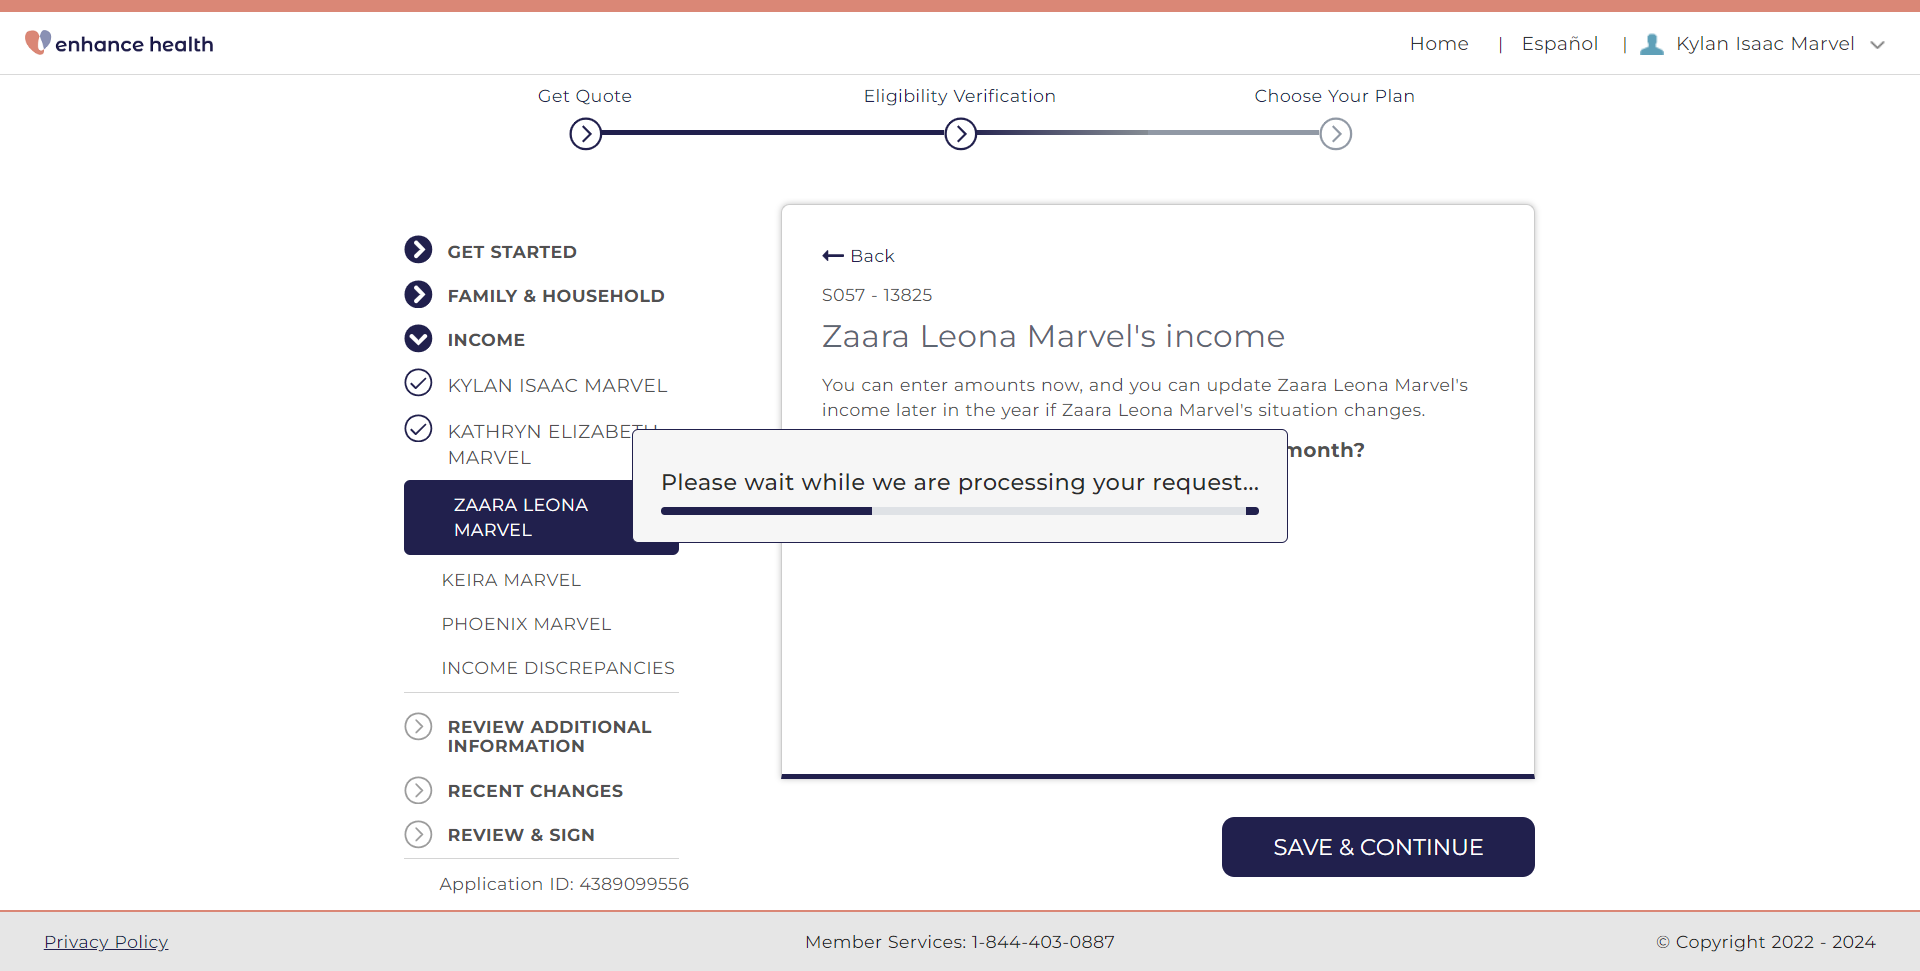 enhance health
Home | Español | Kylan Isaac Marvel
Get Quote
Eligibility Verification
Choose Your Plan
GET STARTED
FAMILY & HOUSEHOLD
INCOME
KYLAN ISAAC MARVEL
KATHRYN ELIZABETH
MARVEL
ZAARA LEONA
MARVEL
KEIRA MARVEL
PHOENIX MARVEL
INCOME DISCREPANCIES
REVIEW ADDITIONAL
INFORMATION
RECENT CHANGES
REVIEW & SIGN
Application ID: 4389099556
Back
S057 - 13825
Zaara Leona Marvel's income
You can enter amounts now, and you can update Zaara Leona Marvel's
income later in the year if Zaara Leona Marvel's situation changes.
month?
Please wait while we are processing your request...
SAVE & CONTINUE
Privacy Policy
Member Services: 1-844-403-0887
© Copyright 2022 - 2024